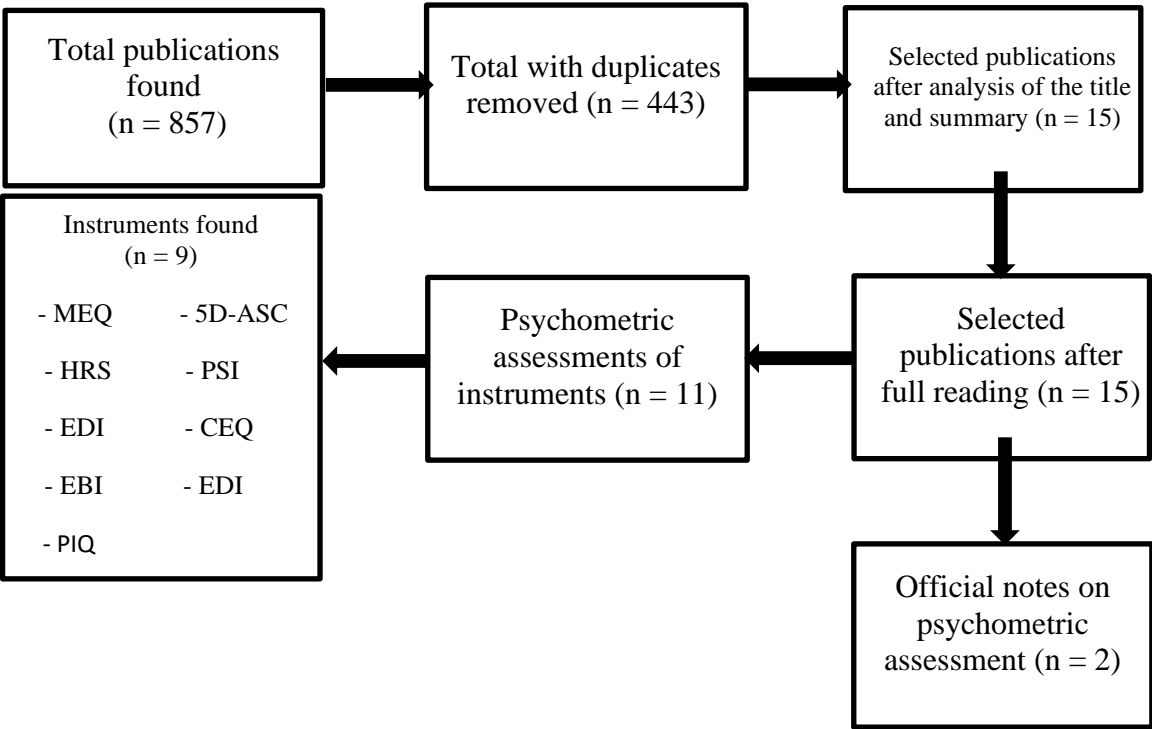 Total publications
found
(n = 857)
Total with duplicates
removed (n = 443)
Selected publications
after analysis of the title
and summary (n = 15)
Selected
publications after
full reading (n = 15)
Official notes on
psychometric
assessment (n = 2)
Psychometric
assessments of
instruments (n = 11)
Instruments found
(n = 9)
- MEQ - 5D-ASC
- HRS - PSI
- EDI - CEQ
- EBI - EDI
- PIQ